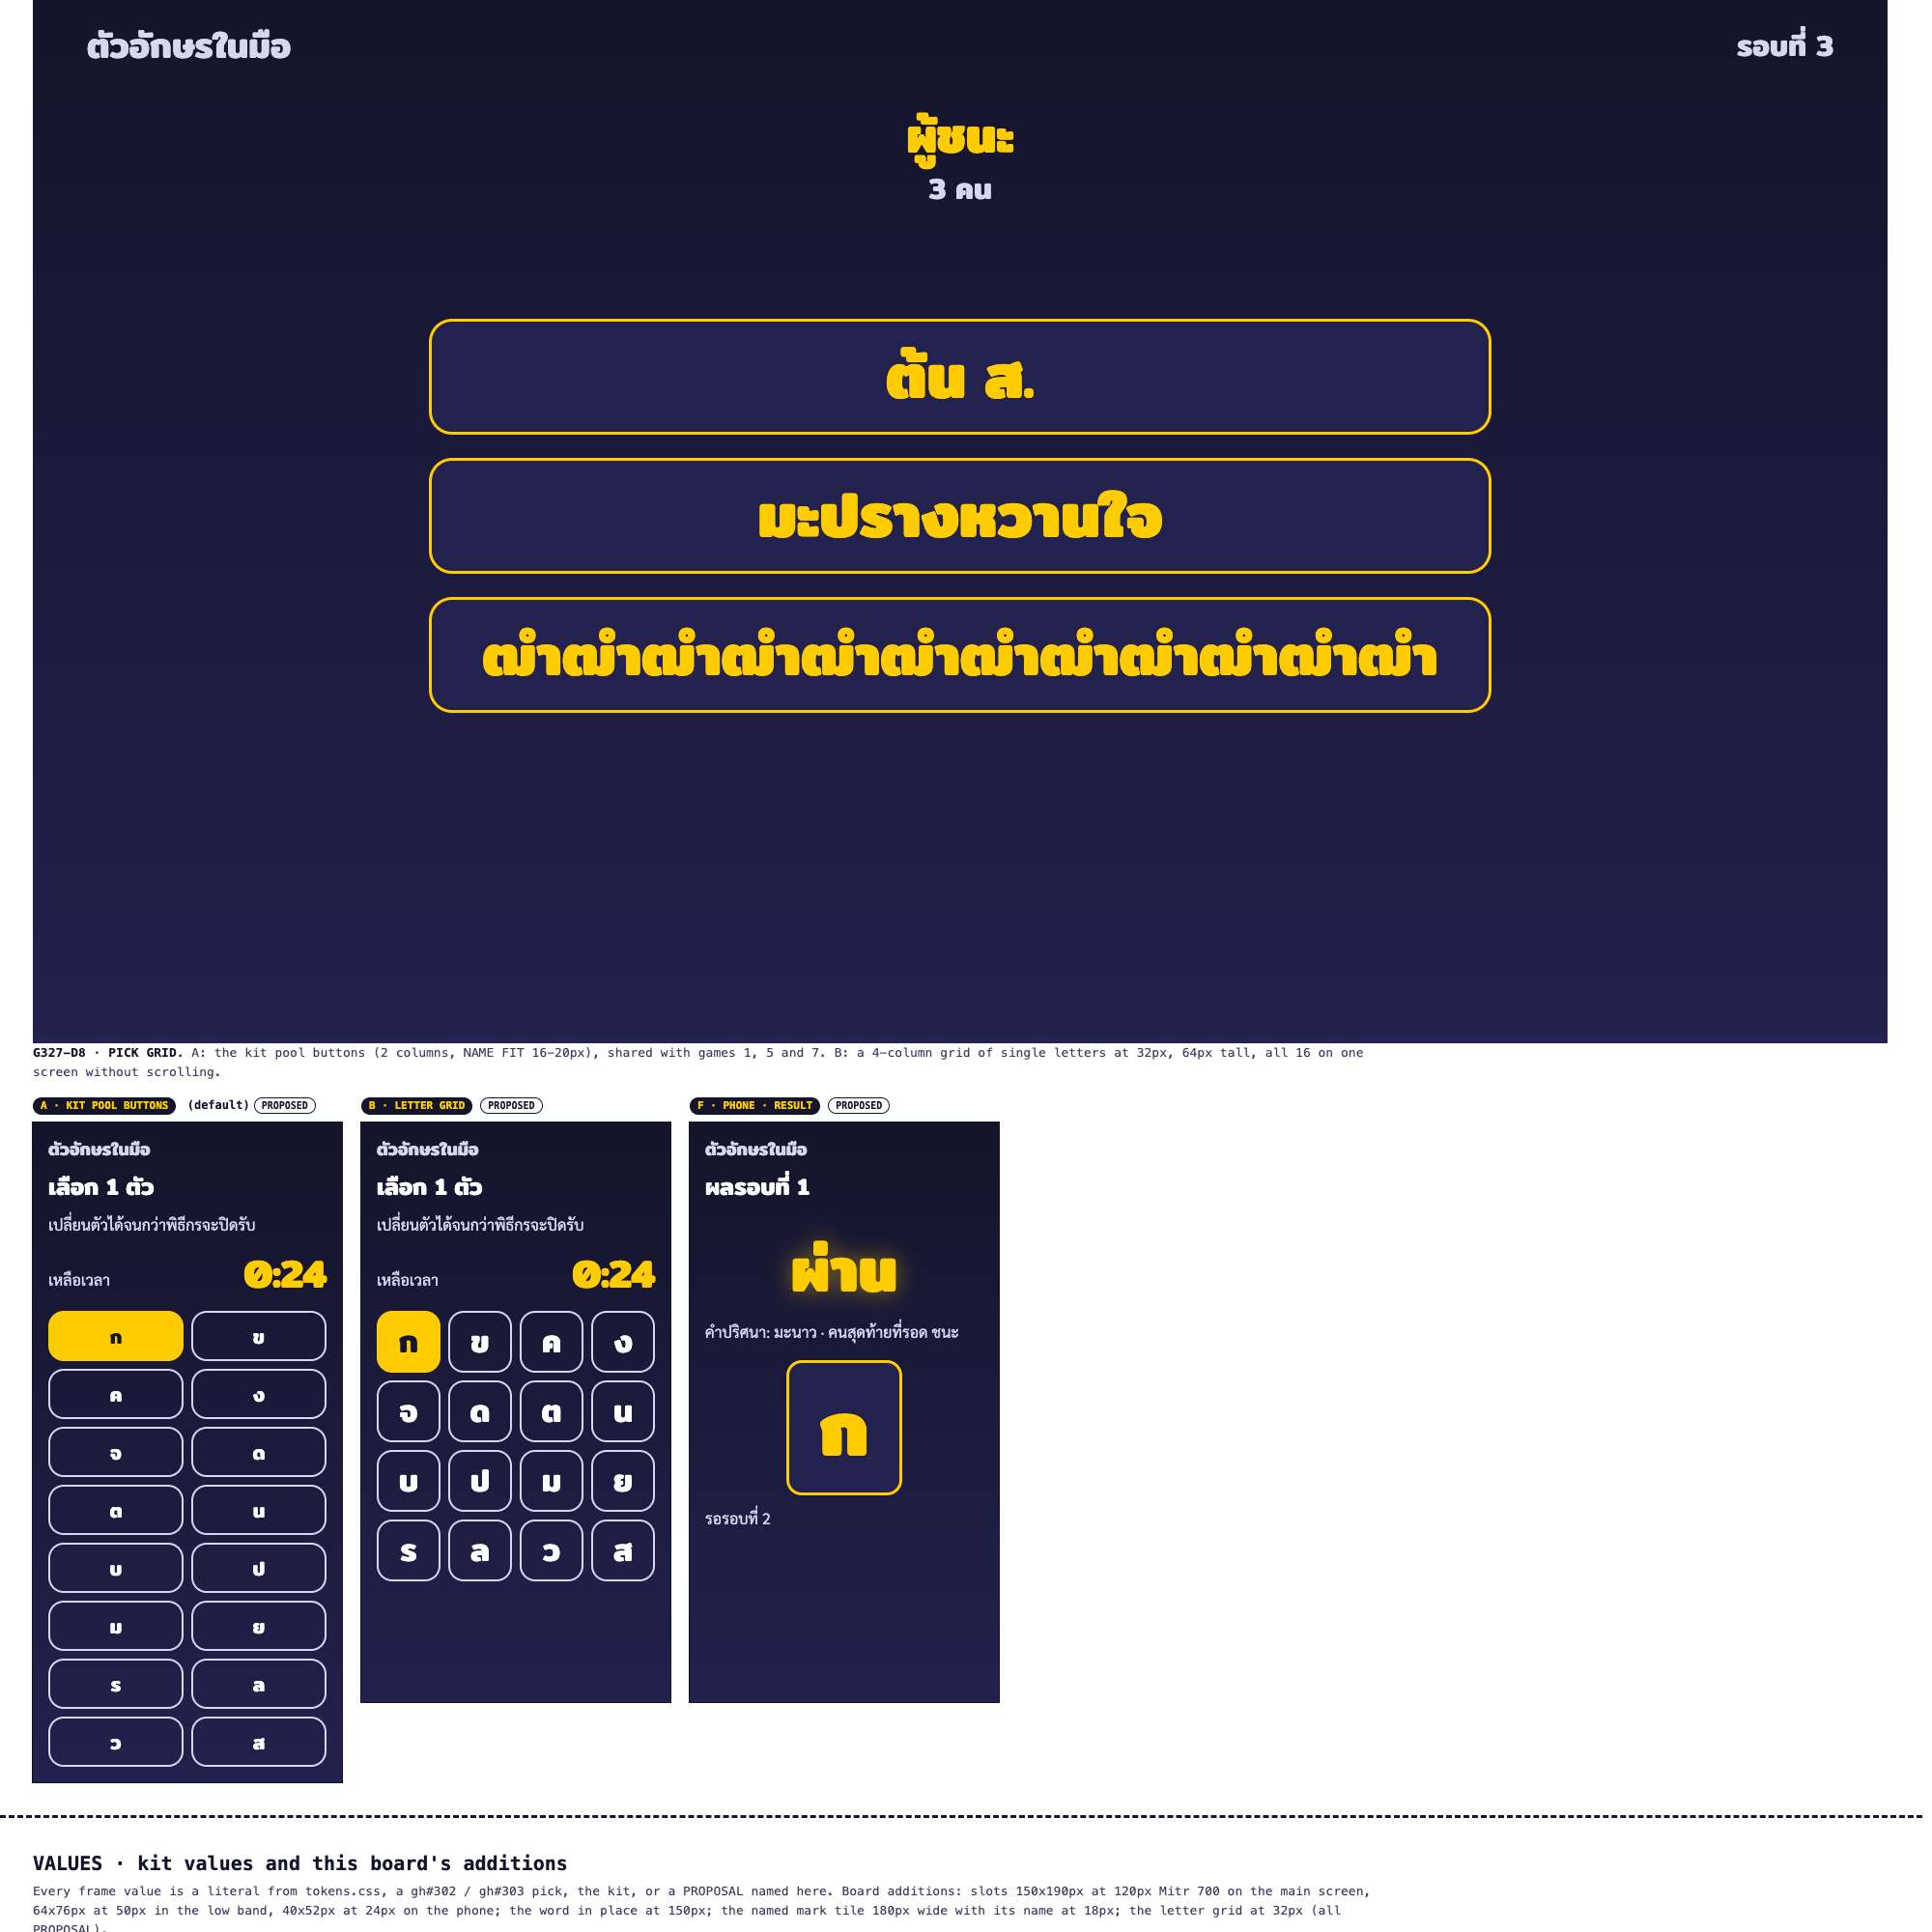 ตัวอักษรในมือ
รอบที่ 3
ผู้ชนะ
3 คน
ต้น ส.
มะปรางหวานใจ
ฒำฒำฒำฒำฒำฒำฒำฒำฒำฒำฒำฒำ
G327-D8 · PICK GRID. A: the kit pool buttons (2 columns, NAME FIT 16-20px), shared with games 1, 5 and 7. B: a 4-column grid of single letters at 32px, 64px tall, all 16 on one
screen without scrolling.
A · KIT POOL BUTTONS (default) PROPOSED
B · LETTER GRID PROPOSED
F · PHONE · RESULT PROPOSED
ตัวอักษรในมือ
เลือก 1 ตัว
เปลี่ยนตัวได้จนกว่าพิธีกรจะปิดรับ
เหลือเวลา 0:24
ก ข
ค ง
จ ด
ต น
บ ป
ม ย
ร ล
ว ส
ตัวอักษรในมือ
เลือก 1 ตัว
เปลี่ยนตัวได้จนกว่าพิธีกรจะปิดรับ
เหลือเวลา 0:24
ก ข ค ง
จ ด ต น
บ ป ม ย
ร ล ว ส
ตัวอักษรในมือ
ผลรอบที่ 1
ผ่าน
คำปริศนา: มะนาว · คนสุดท้ายที่รอด ชนะ
ก
รอรอบที่ 2
VALUES · kit values and this board's additions
Every frame value is a literal from tokens.css, a gh#302 / gh#303 pick, the kit, or a PROPOSAL named here. Board additions: slots 150x190px at 120px Mitr 700 on the main screen,
64x76px at 50px in the low band, 40x52px at 24px on the phone; the word in place at 150px; the named mark tile 180px wide with its name at 18px; the letter grid at 32px (all
PROPOSAL).